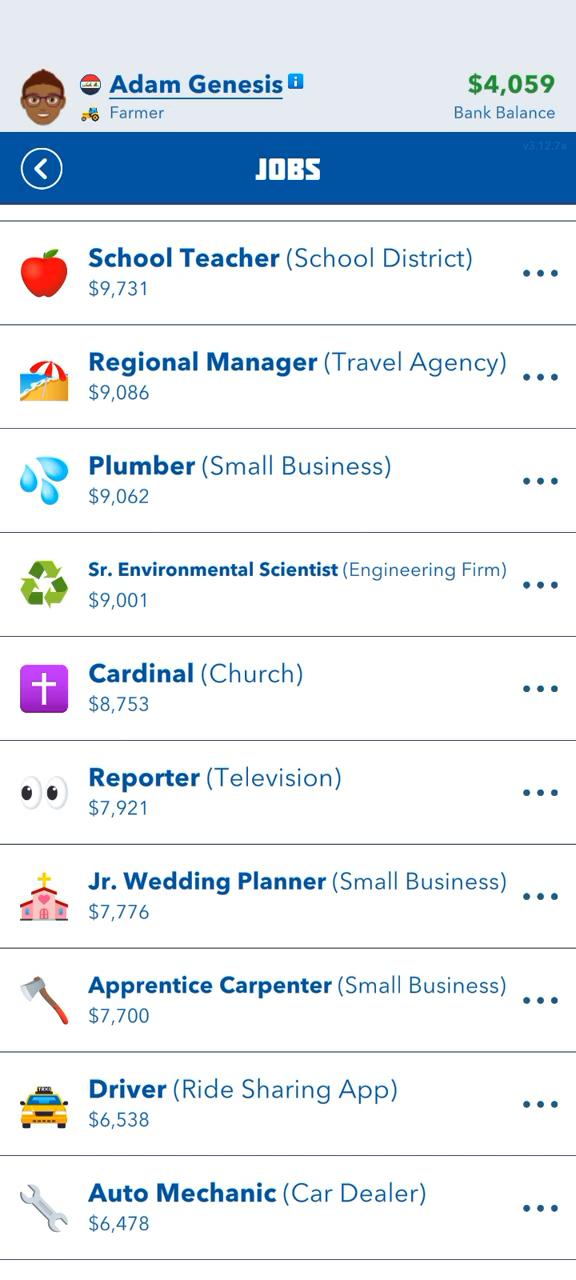 Adam Genesis
$4,059
Farmer
Bank Balance
v3.12.7a
JOBS
School Teacher (School District)
$9,731
Regional Manager (Travel Agency)
$9,086
Plumber (Small Business)
$9,062
Sr. Environmental Scientist (Engineering Firm)
$9,001
Cardinal (Church)
$8,753
Reporter (Television)
$7,921
Jr. Wedding Planner (Small Business)
$7,776
Apprentice Carpenter (Small Business)
$7,700
Driver (Ride Sharing App)
$6,538
Auto Mechanic (Car Dealer)
$6,478